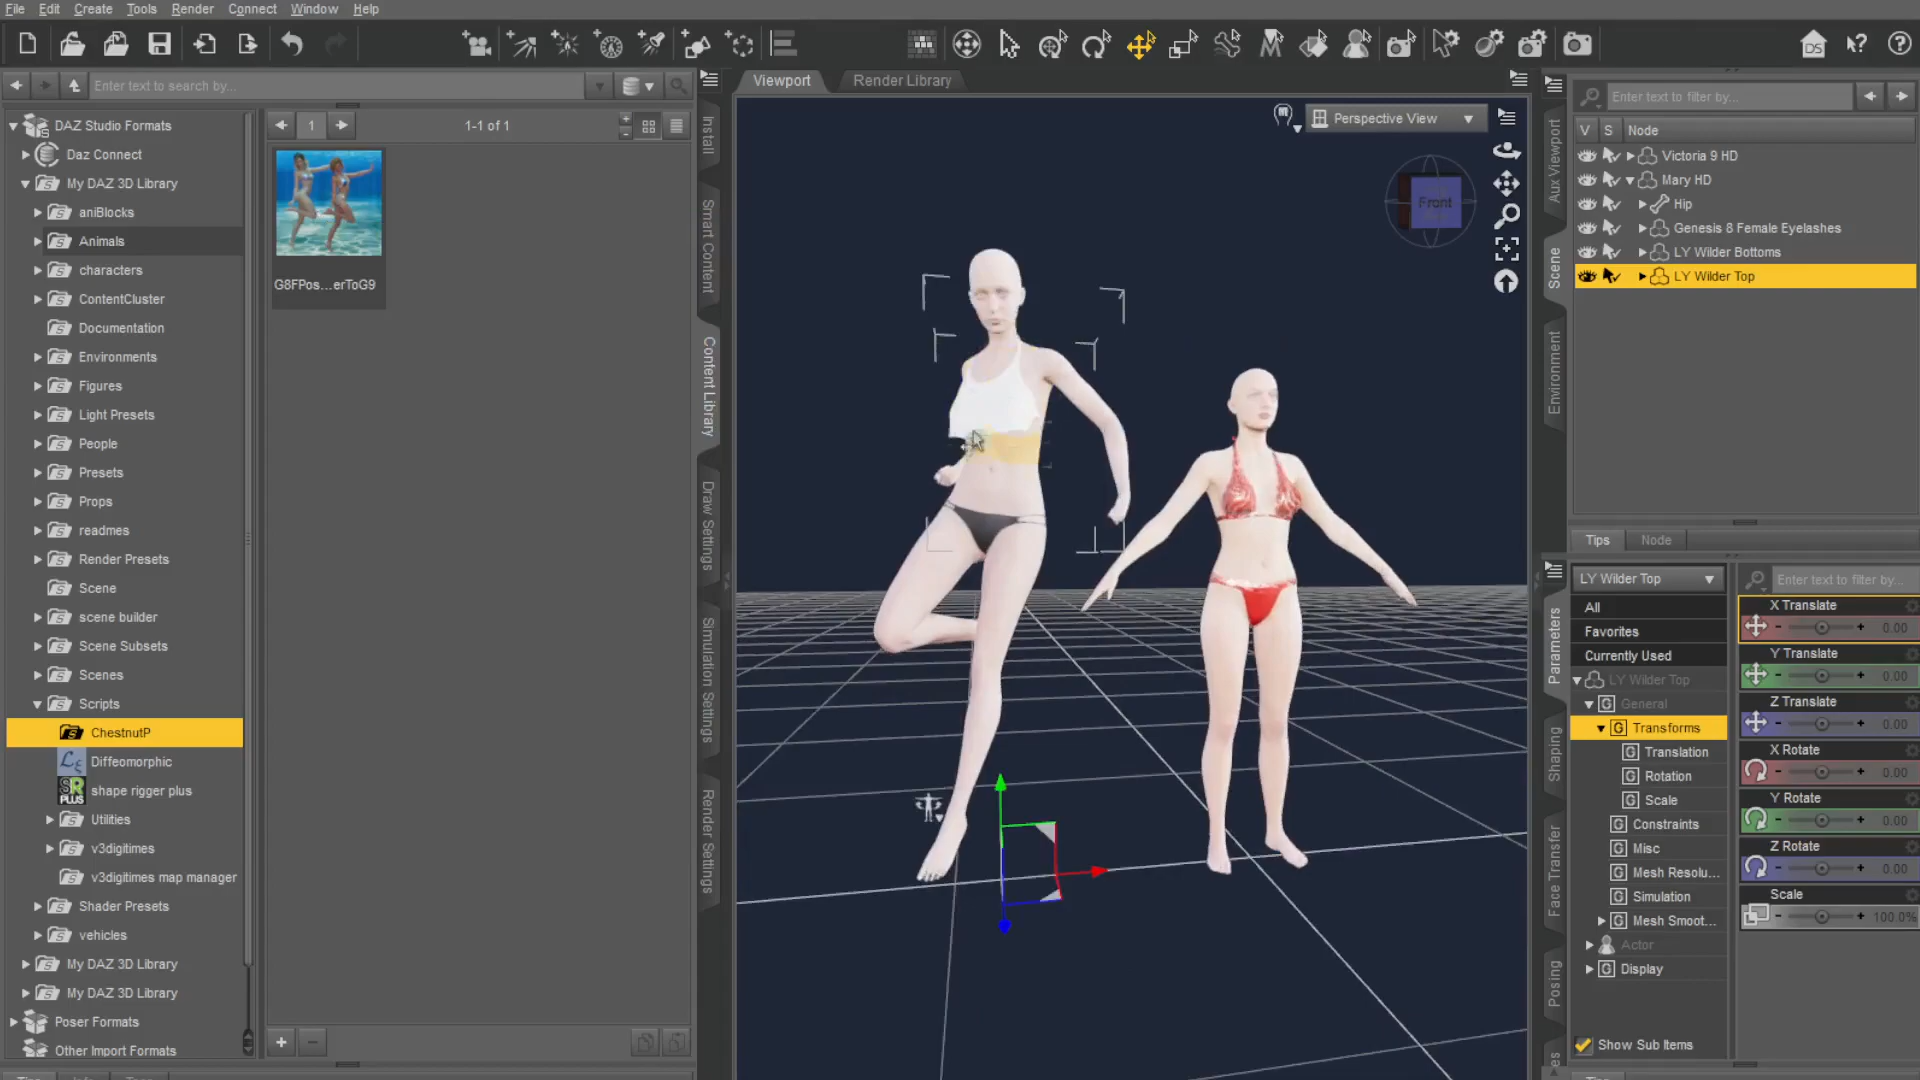 File Edit Create Tools Render Connect Window Help
Enter text to search by...
DAZ Studio Formats
Daz Connect
My DAZ 3D Library
aniBlocks
Animals
characters
ContentCluster
Documentation
Environments
Figures
Light Presets
People
Presets
Props
readmes
Render Presets
Scene
scene builder
Scene Subsets
Scenes
Scripts
ChestnutP
Diffeomorphic
shape rigger plus
Utilities
v3digitimes
v3digitimes map manager
Shader Presets
vehicles
My DAZ 3D Library
My DAZ 3D Library
Poser Formats
Other Import Formats
1
1-1 of 1
G8FPos...erToG9
Install
Smart Content
Content Library
Draw Settings
Simulation Settings
Render Settings
Viewport
Render Library
Perspective View
Front
Aux Viewport
Scene
Environment
Enter text to filter by...
V S Node
Victoria 9 HD
Mary HD
Hip
Genesis 8 Female Eyelashes
LY Wilder Bottoms
LY Wilder Top
Tips
Node
Parameters
Shaping
Face Transfer
Posing
LY Wilder Top
Enter text to filter by...
All
Favorites
Currently Used
LY Wilder Top
General
Transforms
Translation
Rotation
Scale
Constraints
Misc
Mesh Resolu...
Simulation
Mesh Smoot...
Actor
Display
Show Sub Items
X Translate
0.00
Y Translate
0.00
Z Translate
0.00
X Rotate
0.00
Y Rotate
0.00
Z Rotate
0.00
Scale
100.0%